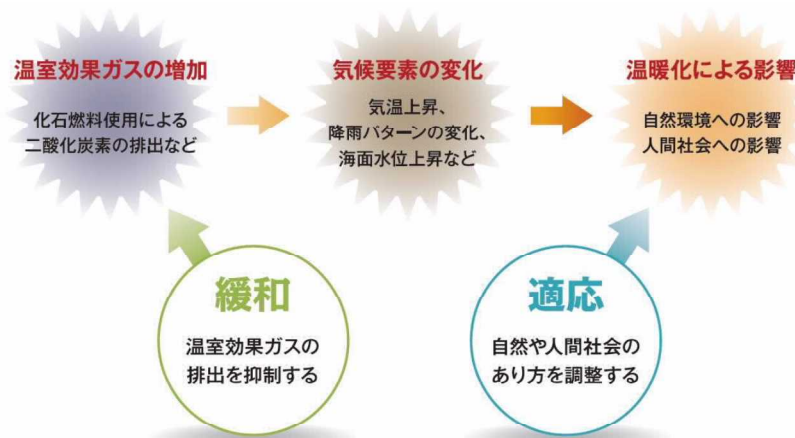 温室効果ガスの増加
化石燃料使用による
二酸化炭素の排出など
気候要素の変化
気温上昇、
降雨パターンの変化、
海面水位上昇など
温暖化による影響
自然環境への影響
人間社会への影響
緩和
温室効果ガスの
排出を抑制する
適応
自然や人間社会の
あり方を調整する